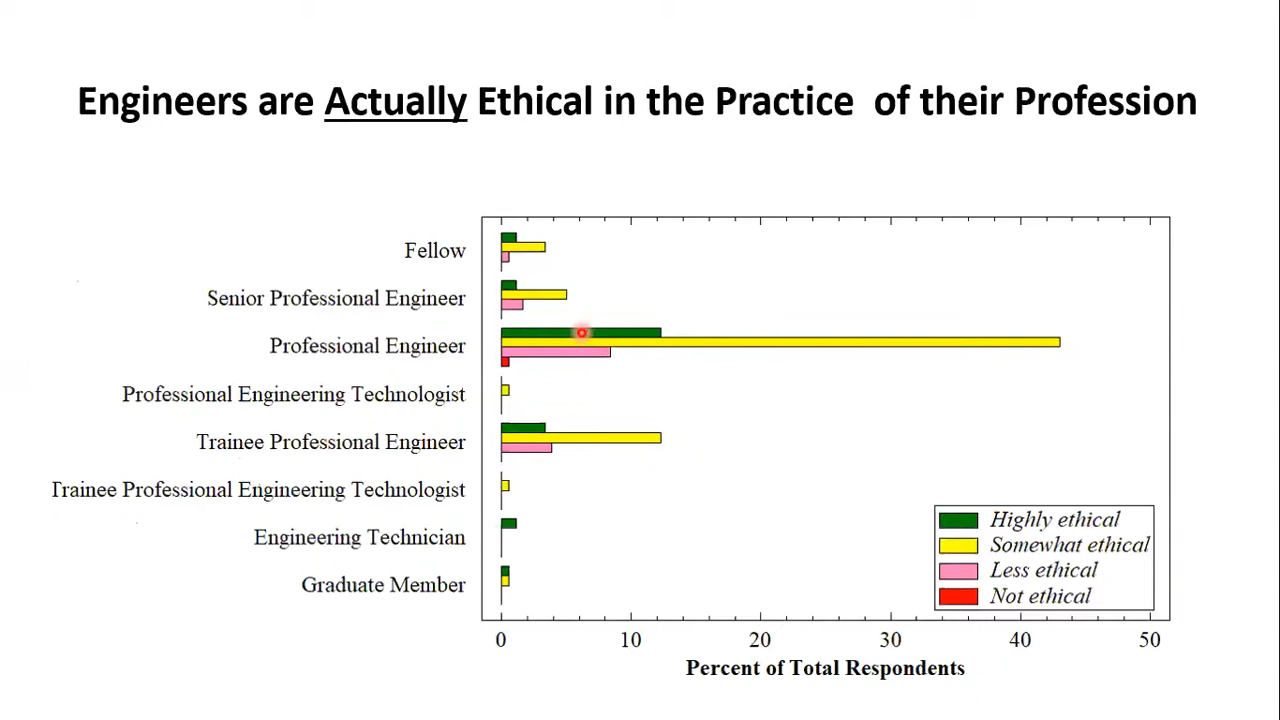 Engineers are Actually Ethical in the Practice of their Profession
Fellow
Senior Professional Engineer
Professional Engineer
Professional Engineering Technologist
Trainee Professional Engineer
Trainee Professional Engineering Technologist
Engineering Technician
Graduate Member
Highly ethical
Somewhat ethical
Less ethical
Not ethical
0 10 20 30 40 50
Percent of Total Respondents